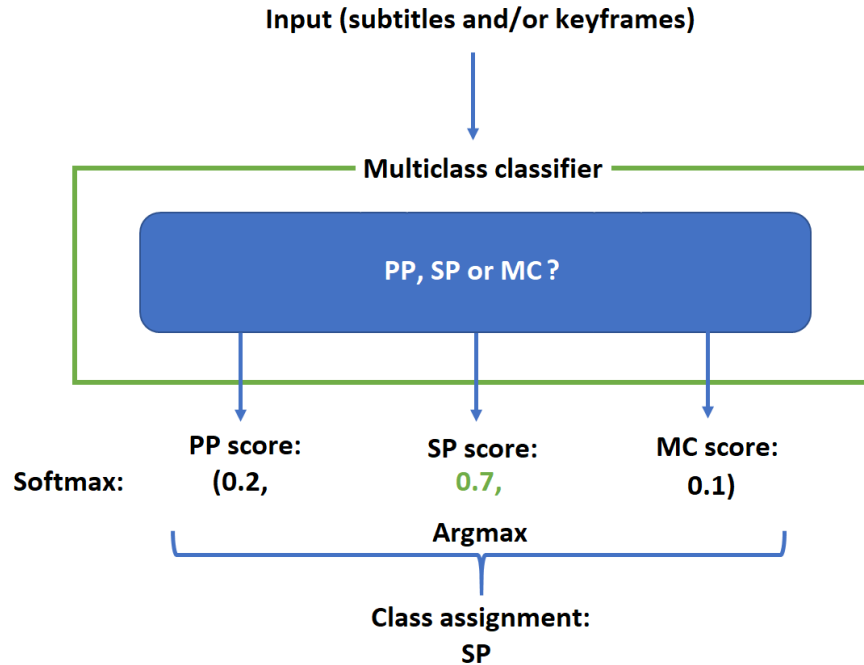 Input (subtitles and/or keyframes)
Multiclass classifier
PP, SP or MC ?
PP score:
SP score:
MC score:
Softmax:
(0.2,
0.7,
0.1)
Argmax
Class assignment:
SP